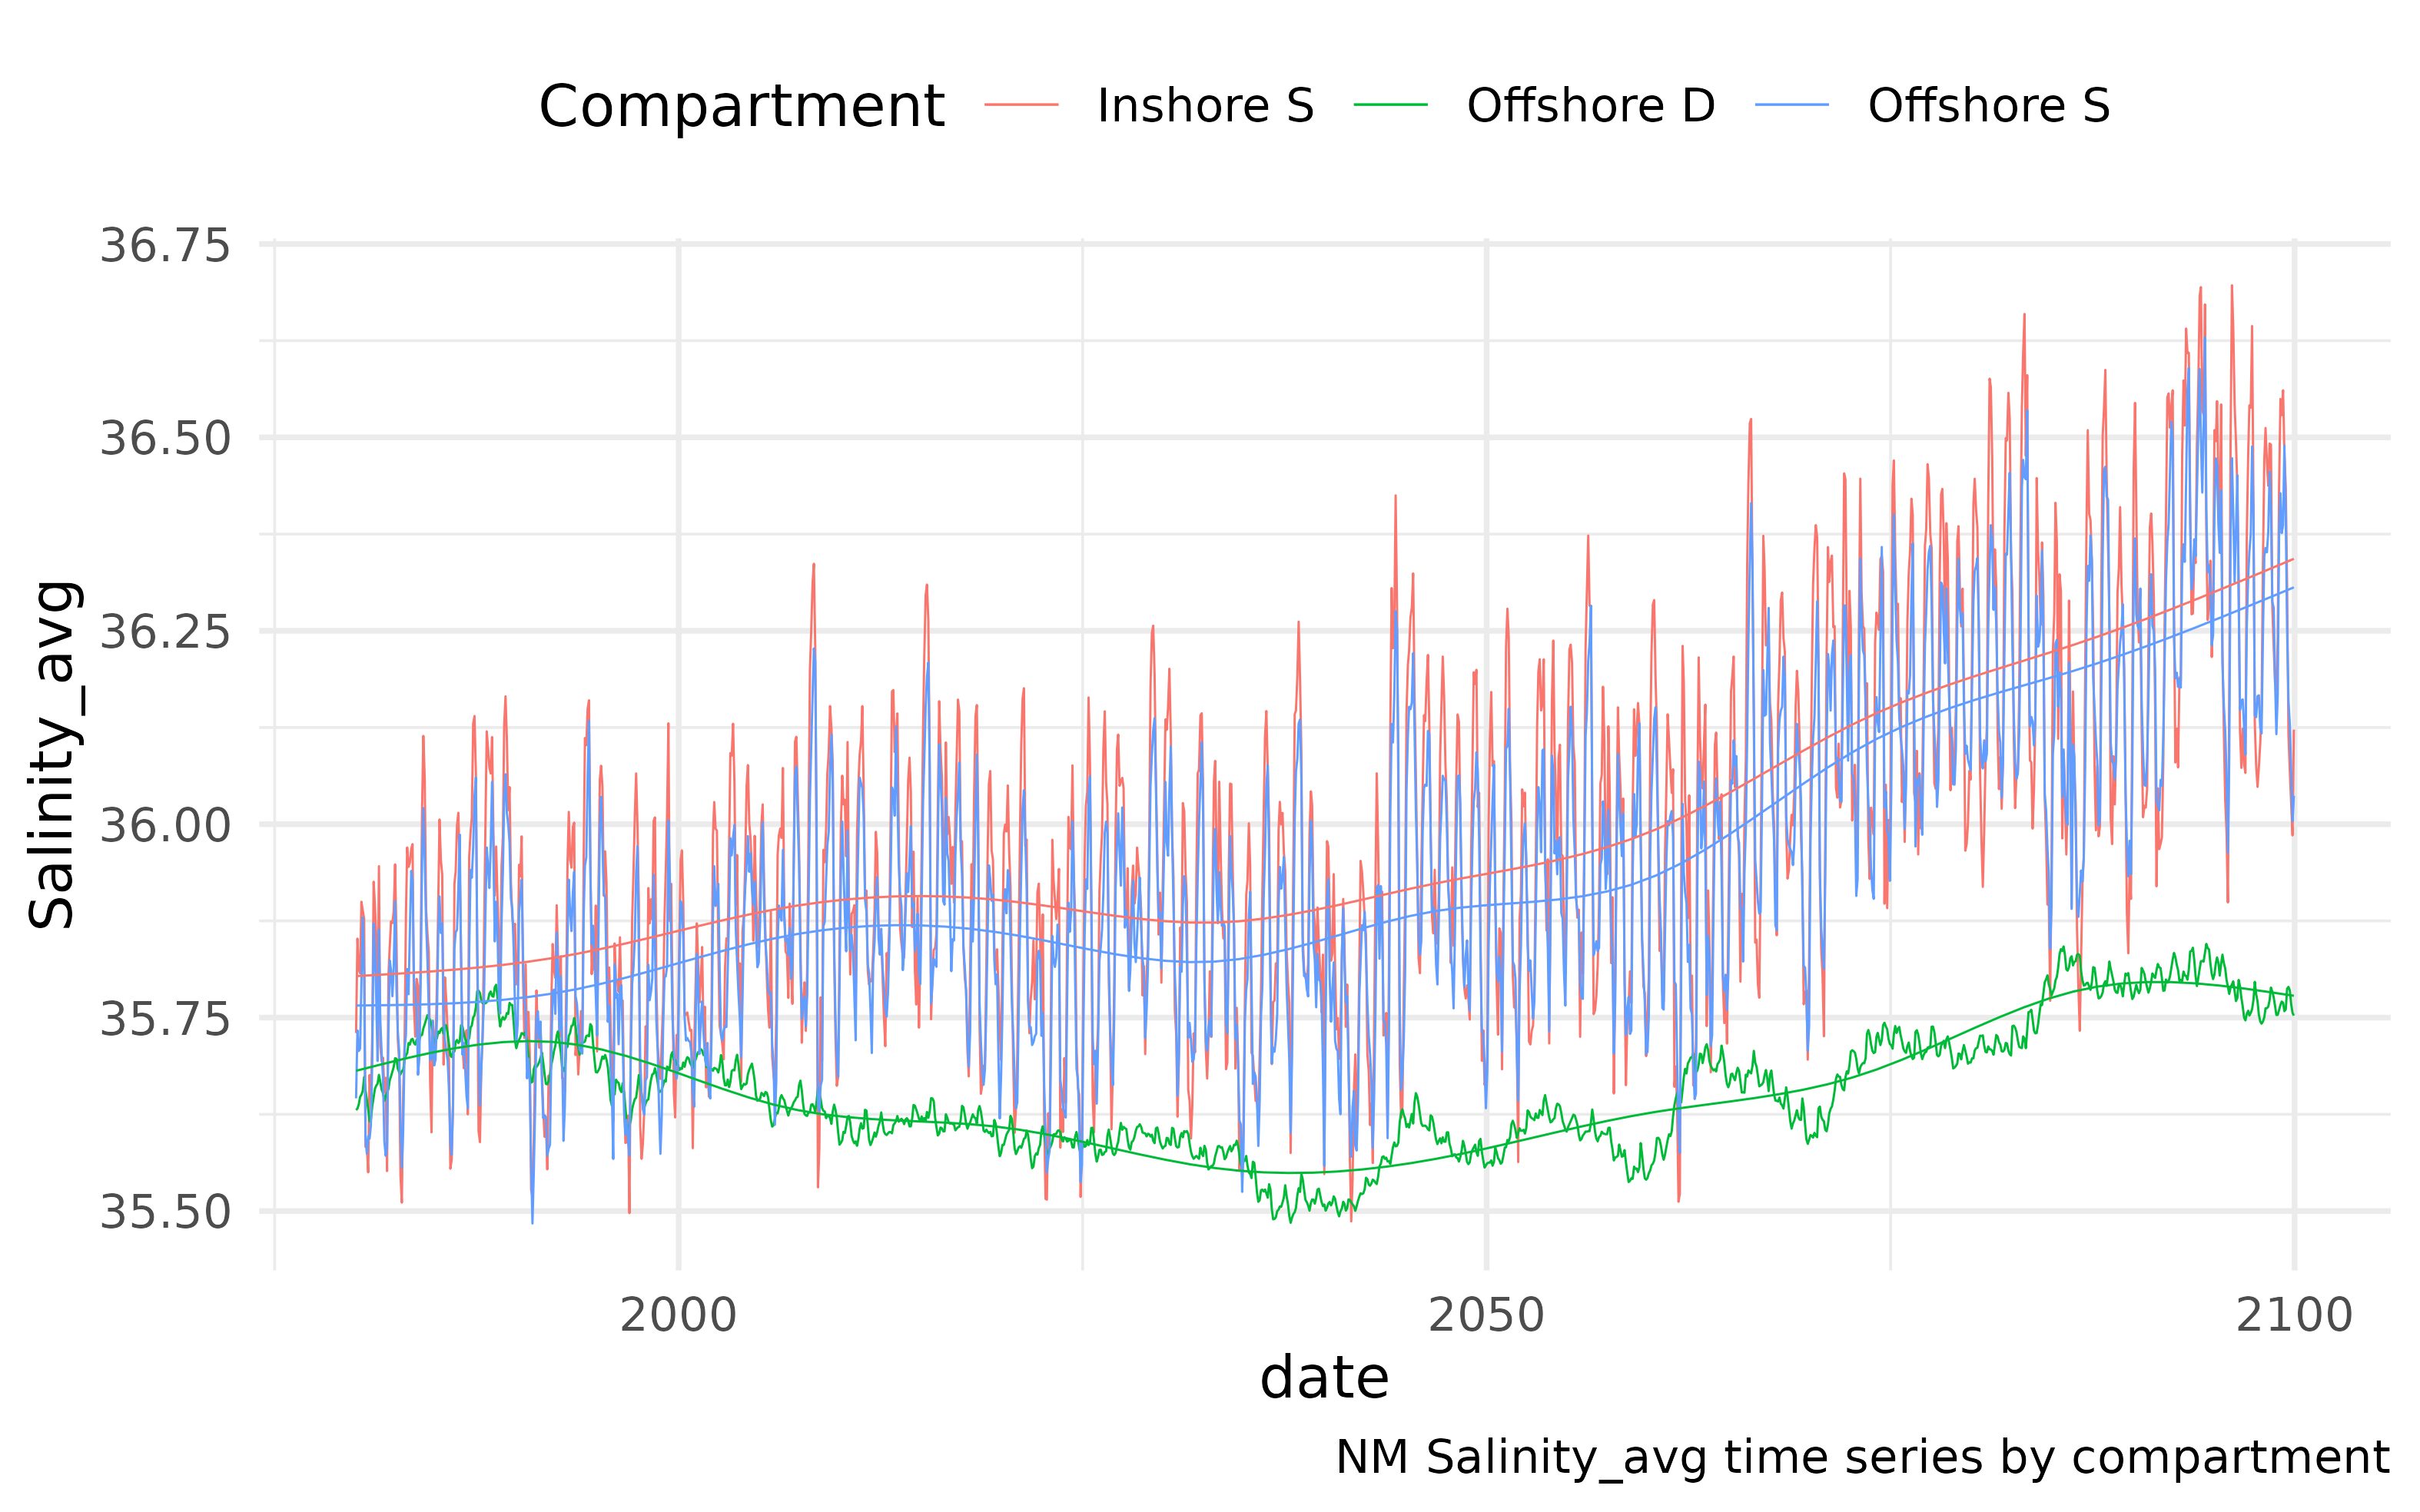 Compartment Inshore S Offshore D Offshore S
36.75
36.50
36.25
36.00
35.75
35.50
Salinity_avg
2000 2050 2100
date
NM Salinity_avg time series by compartment